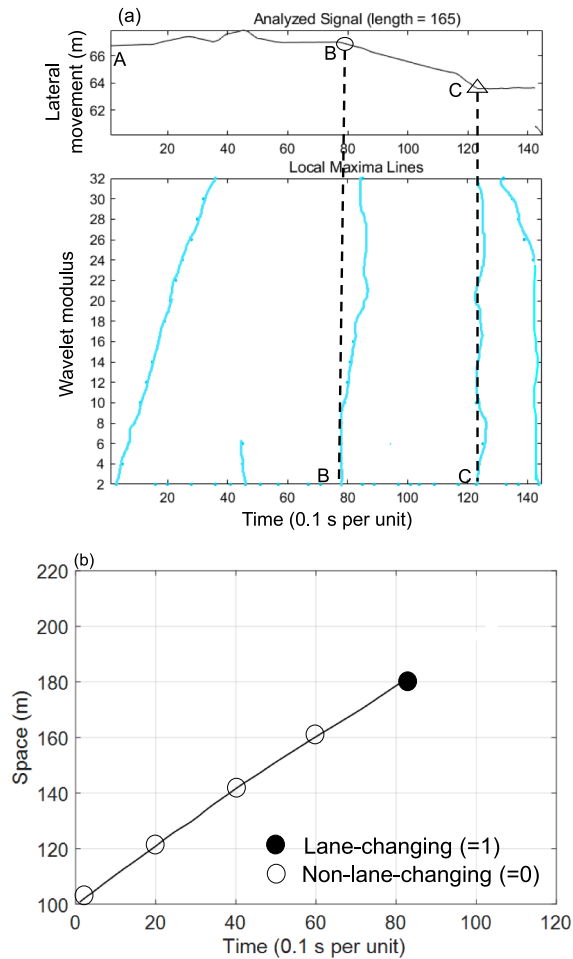 (a)
Analyzed Signal (length = 165)
Lateral
movement (m)
66
64
62
A
B
C
20 40 60 80 100 120 140
Local Maxima Lines
Wavelet modulus
32
30
28
26
24
22
20
18
16
14
12
10
8
6
4
2
B
C
20 40 60 80 100 120 140
Time (0.1 s per unit)
(b)
Space (m)
220
200
180
160
140
120
100
Lane-changing (=1)
Non-lane-changing (=0)
0 20 40 60 80 100 120
Time (0.1 s per unit)